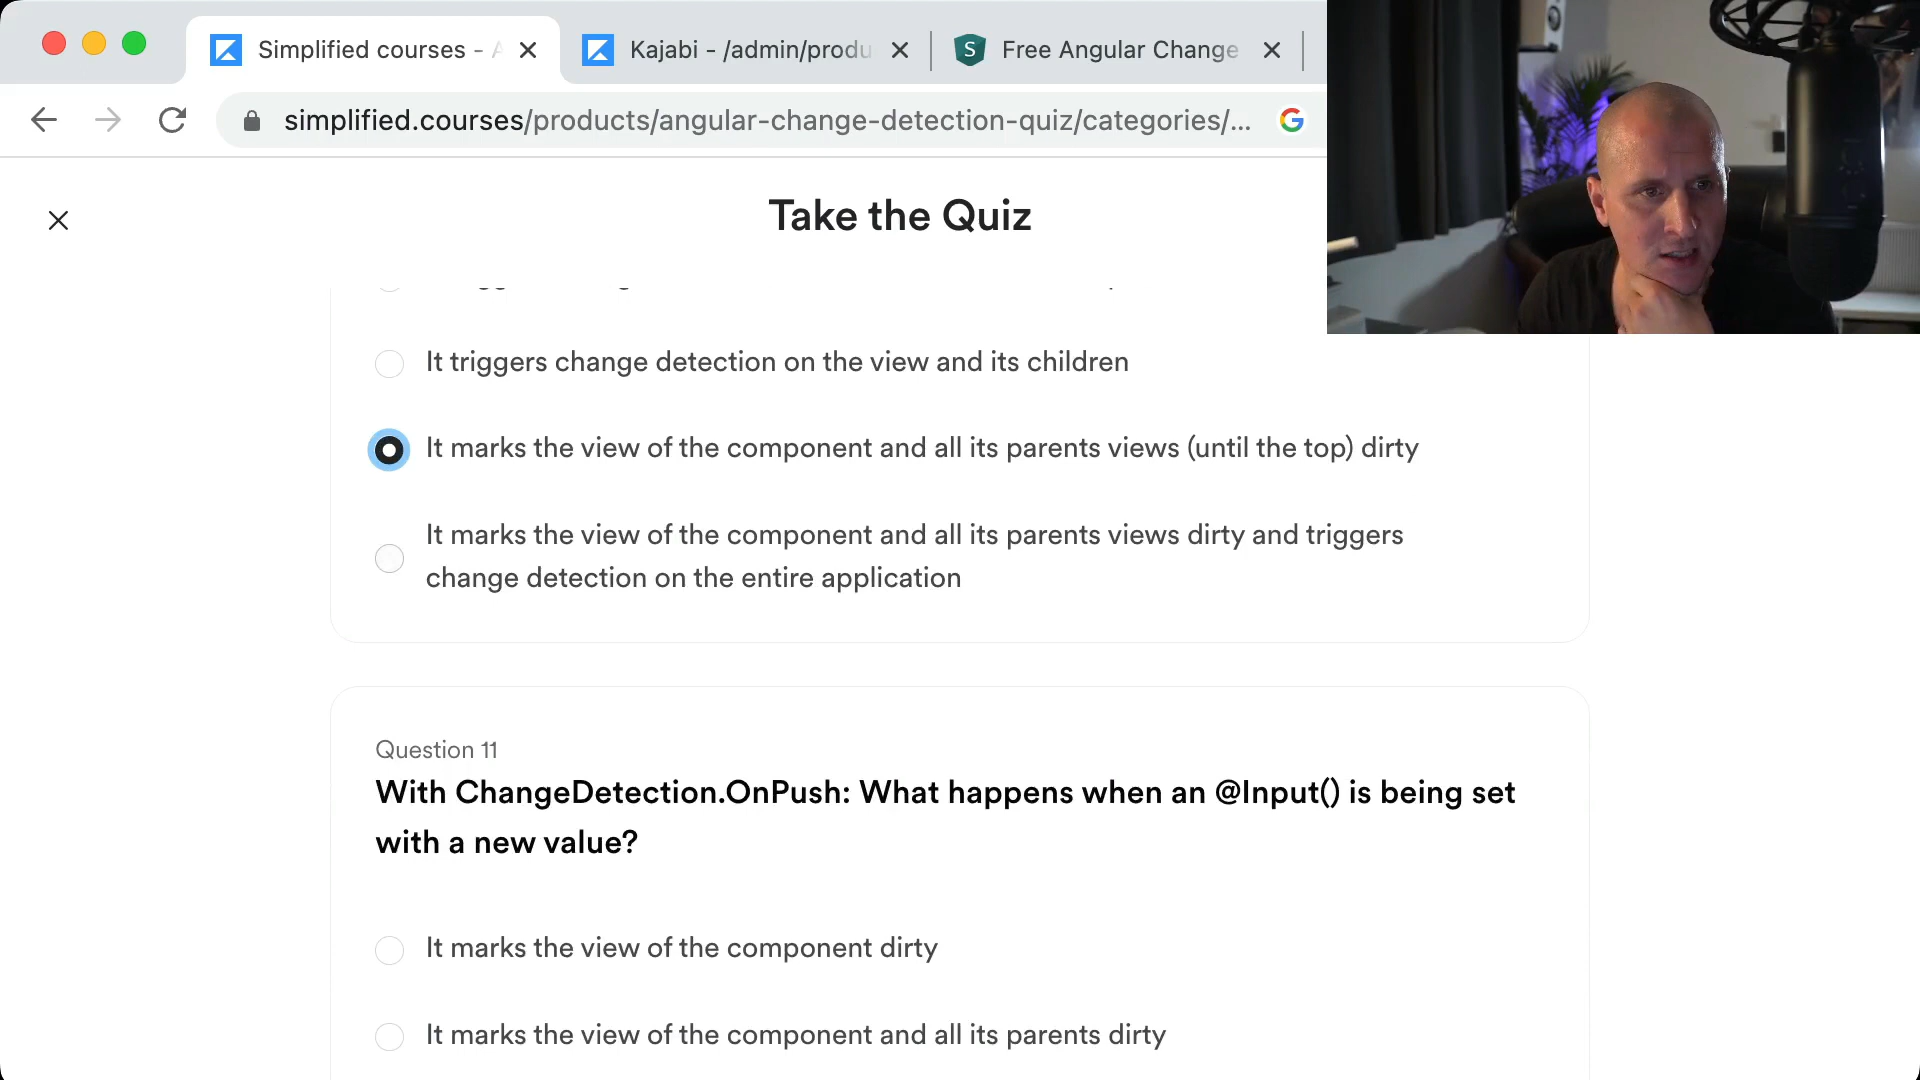 Simplified courses - A
Kajabi - /admin/produ
S
Free Angular Change
simplified.courses/products/angular-change-detection-quiz/categories/...
G
Take the Quiz
It triggers change detection on the view and its children
It marks the view of the component and all its parents views (until the top) dirty
It marks the view of the component and all its parents views dirty and triggers
change detection on the entire application
Question 11
With ChangeDetection.OnPush: What happens when an @Input() is being set
with a new value?
It marks the view of the component dirty
It marks the view of the component and all its parents dirty